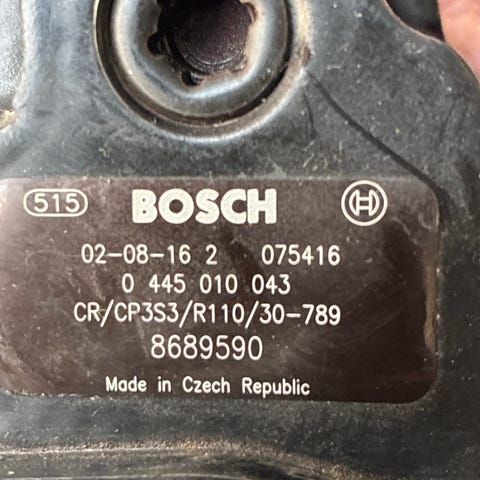 515 BOSCH
02-08-16 2 075416
0 445 010 043
CR/CP3S3/R110/30-789
8689590
Made in Czech Republic